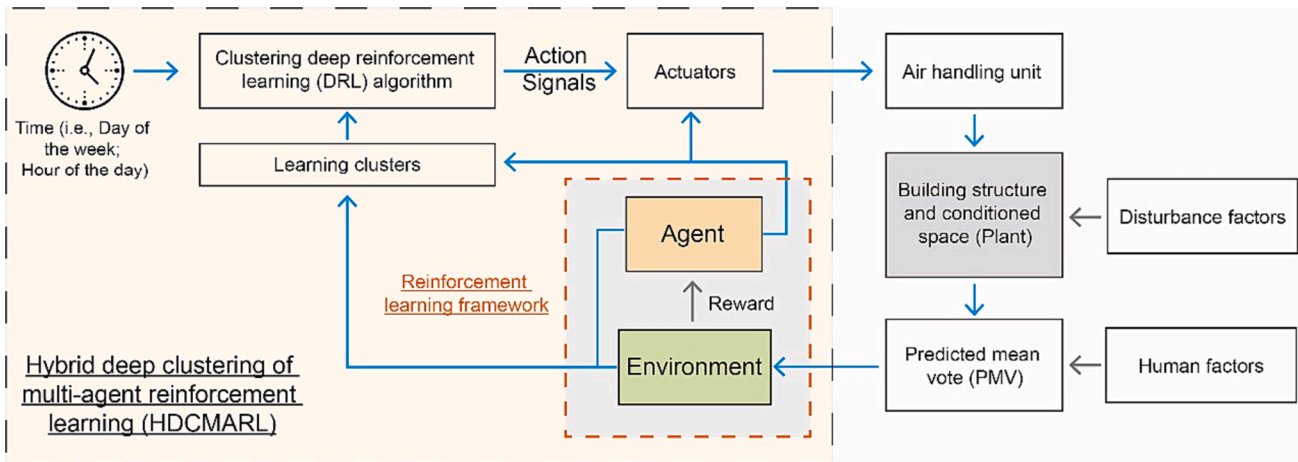 Clustering deep reinforcement
learning (DRL) algorithm
Action
Signals
Actuators
Air handling unit
Time (i.e., Day of
the week;
Hour of the day)
Learning clusters
Building structure
and conditioned
space (Plant)
Disturbance factors
Agent
Reinforcement
learning framework
Reward
Environment
Predicted mean
vote (PMV)
Human factors
Hybrid deep clustering of
multi-agent reinforcement
learning (HDCMARL)